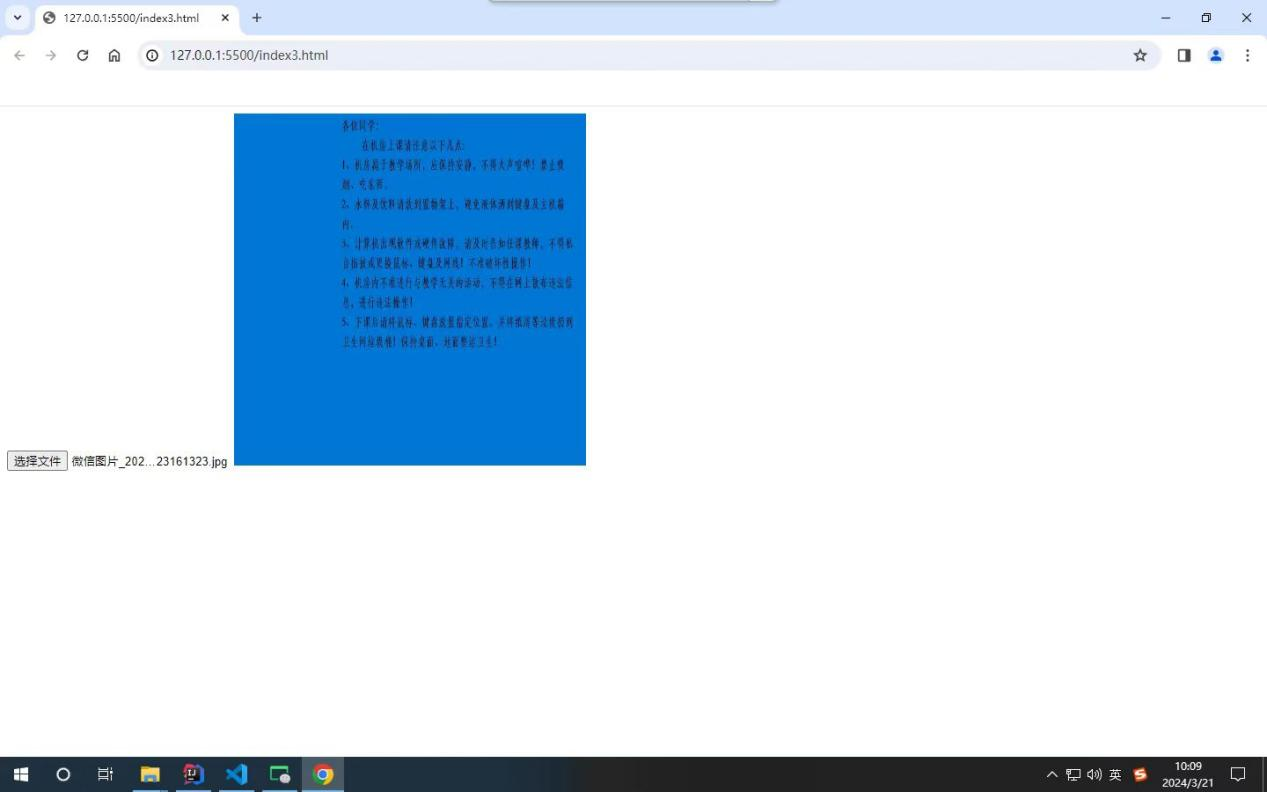 127.0.0.1:5500/index3.html
127.0.0.1:5500/index3.html
各位同学：
在机房上课请注意以下几点：
1、机房属于教学场所，应保持安静，不得大声喧哗！禁止吸
烟、吃东西。
2、水杯及饮料请放到置物架上，避免液体洒到键盘及主机箱
内。
3、计算机出现软件或硬件故障，请及时告知任课教师，不得私
自拔插或更换鼠标、键盘及网线！不准破坏性操作！
4、机房内不准进行与教学无关的活动，不得在网上散布违法信
息，进行违法操作！
5、下课后请将鼠标、键盘放置指定位置，并将纸屑等垃圾投到
卫生间垃圾桶！保持桌面、地面整洁卫生！
选择文件 微信图片_202...23161323.jpg
英
10:09
2024/3/21